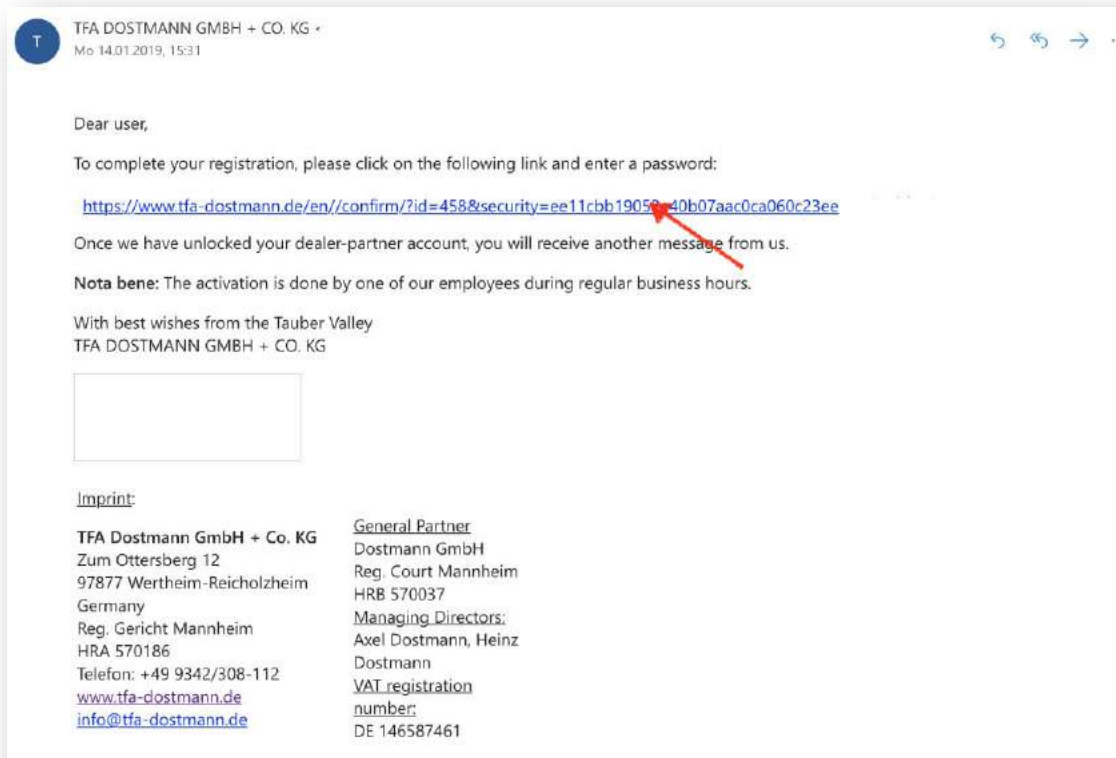 T
TFA DOSTMANN GMBH + CO. KG
Mo 14.01.2019, 15:31
Dear user,
To complete your registration, please click on the following link and enter a password:
https://www.tfa-dostmann.de/en//confirm/?id=458&security=ee11cbb19052e40b07aac0ca060c23ee
Once we have unlocked your dealer-partner account, you will receive another message from us.
Nota bene: The activation is done by one of our employees during regular business hours.
With best wishes from the Tauber Valley
TFA DOSTMANN GMBH + CO. KG
Imprint:
TFA Dostmann GmbH + Co. KG
Zum Ottersberg 12
97877 Wertheim-Reicholzheim
Germany
Reg. Gericht Mannheim
HRA 570186
Telefon: +49 9342/308-112
www.tfa-dostmann.de
info@tfa-dostmann.de
General Partner
Dostmann GmbH
Reg. Court Mannheim
HRB 570037
Managing Directors:
Axel Dostmann, Heinz
Dostmann
VAT registration
number:
DE 146587461